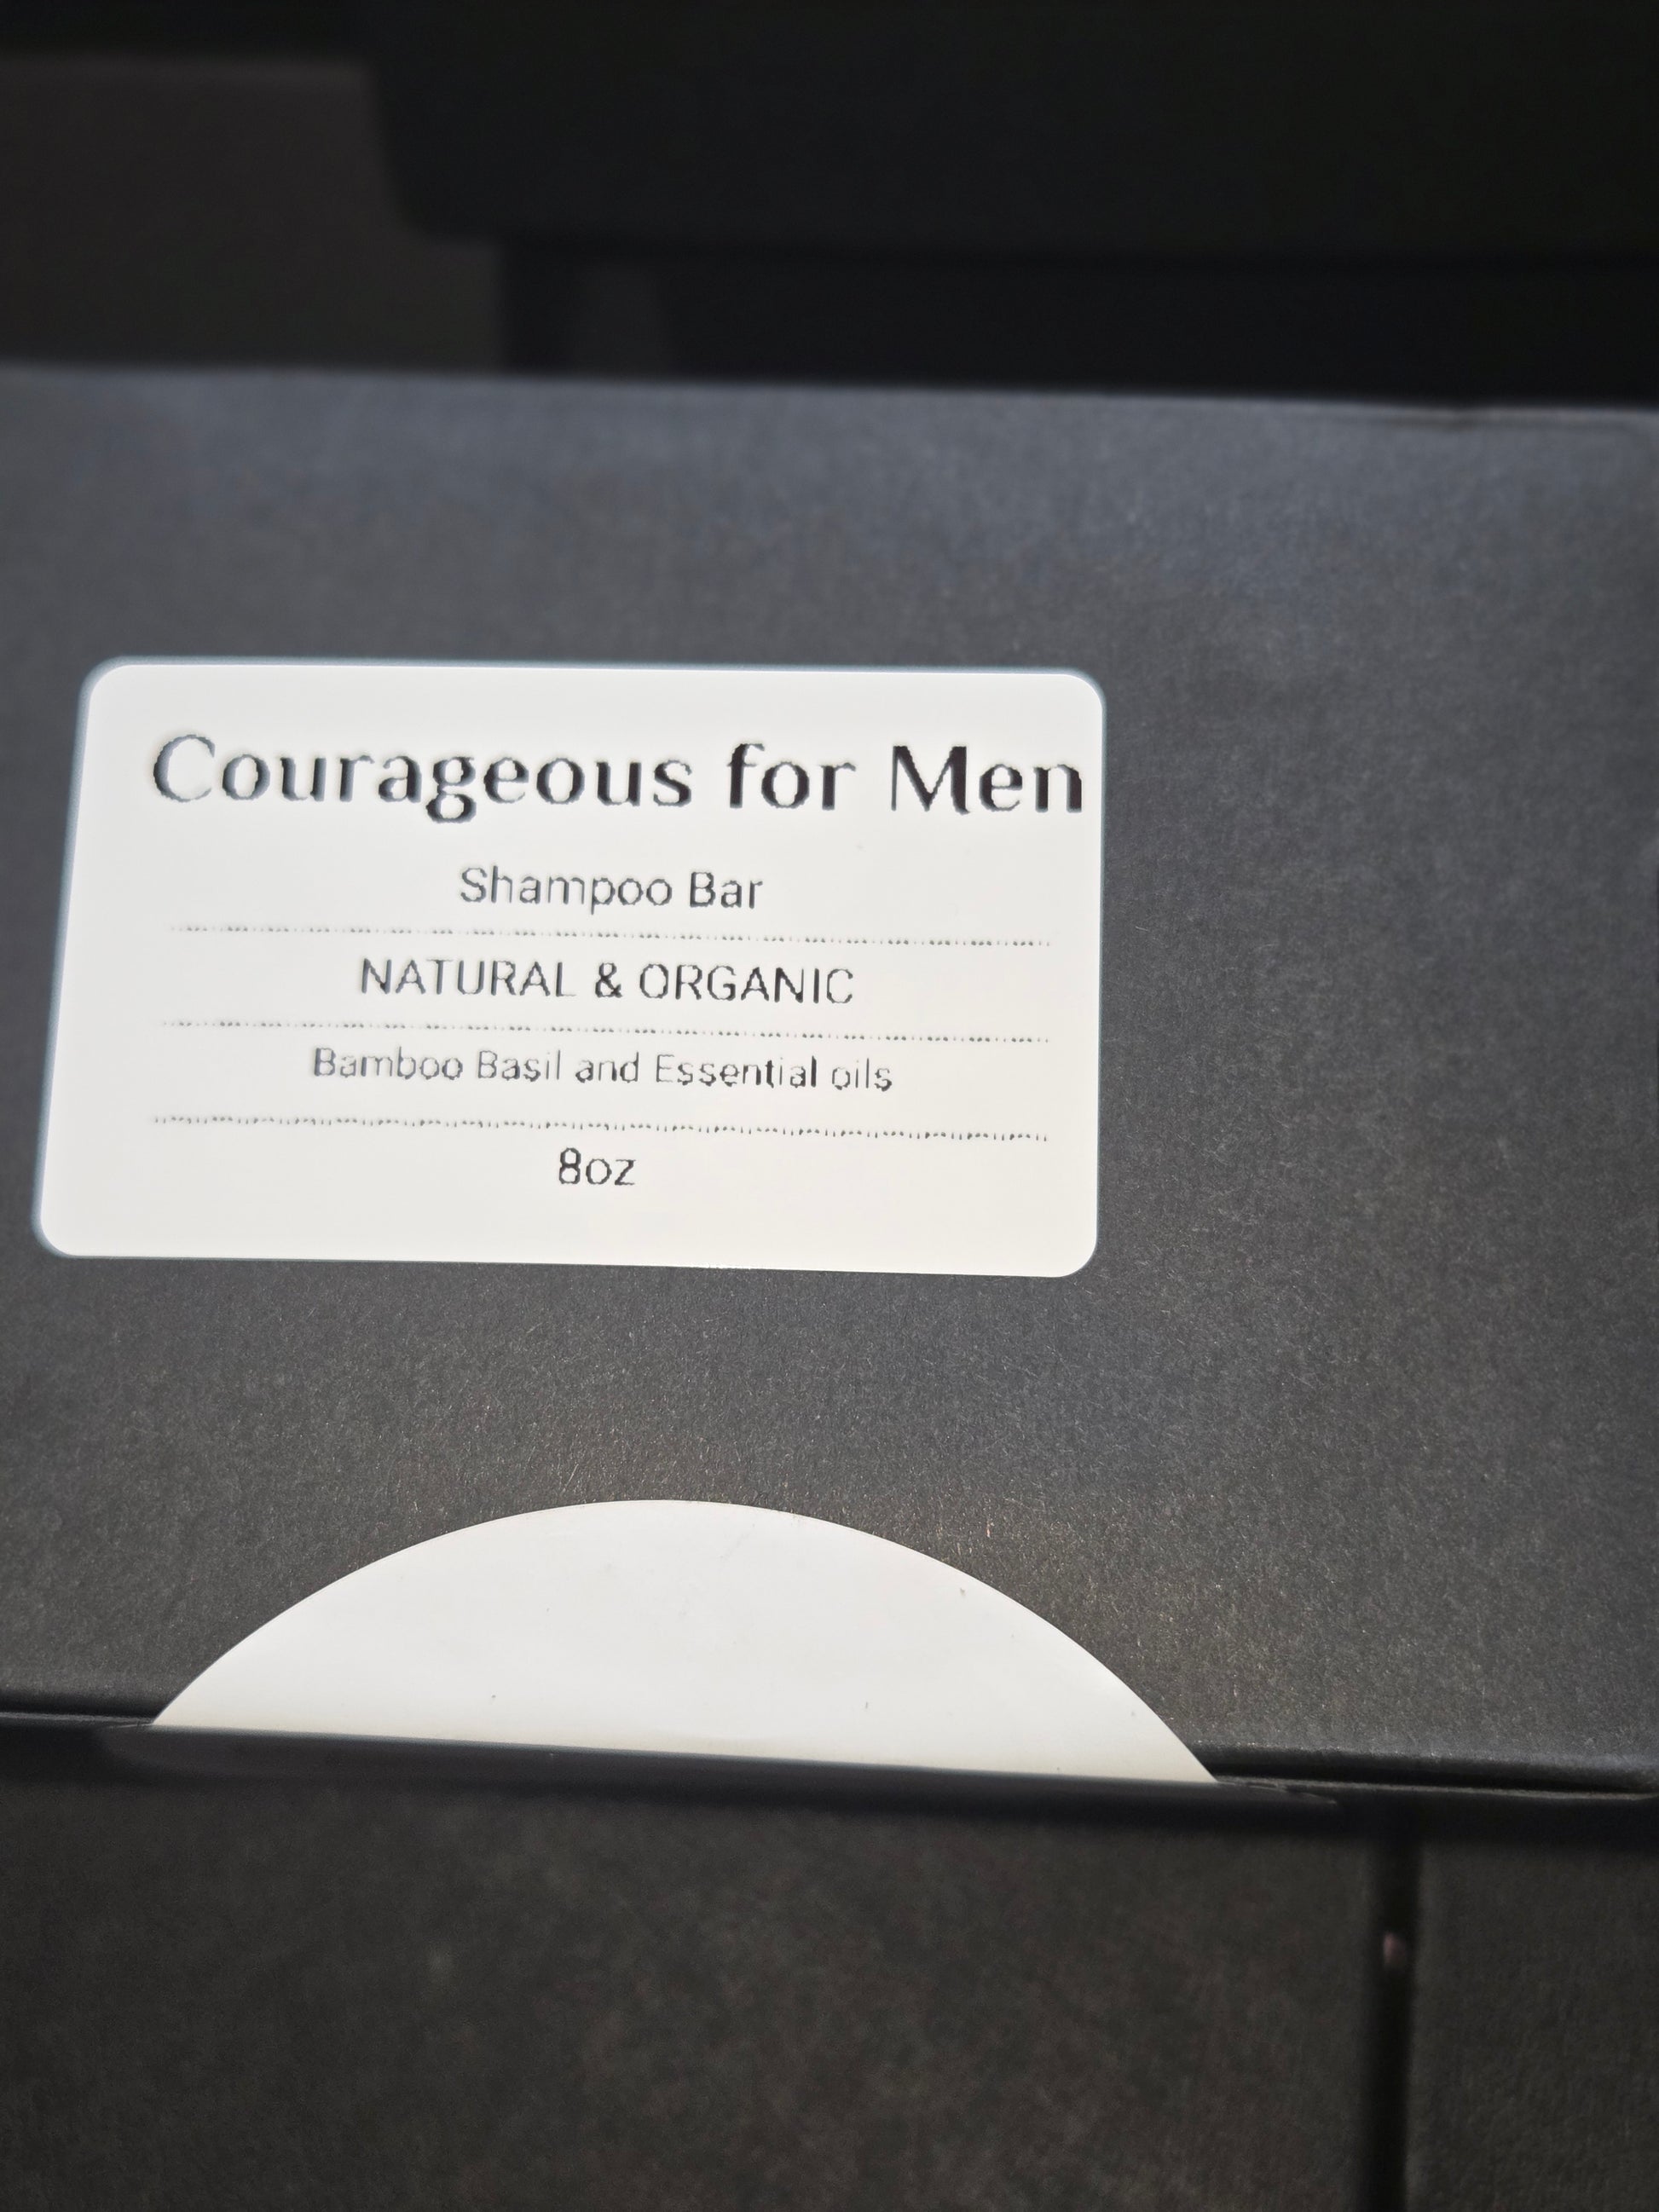 Courageous for Men
Shampoo Bar
NATURAL & ORGANIC
Bamboo Basil and Essential oils
8oz